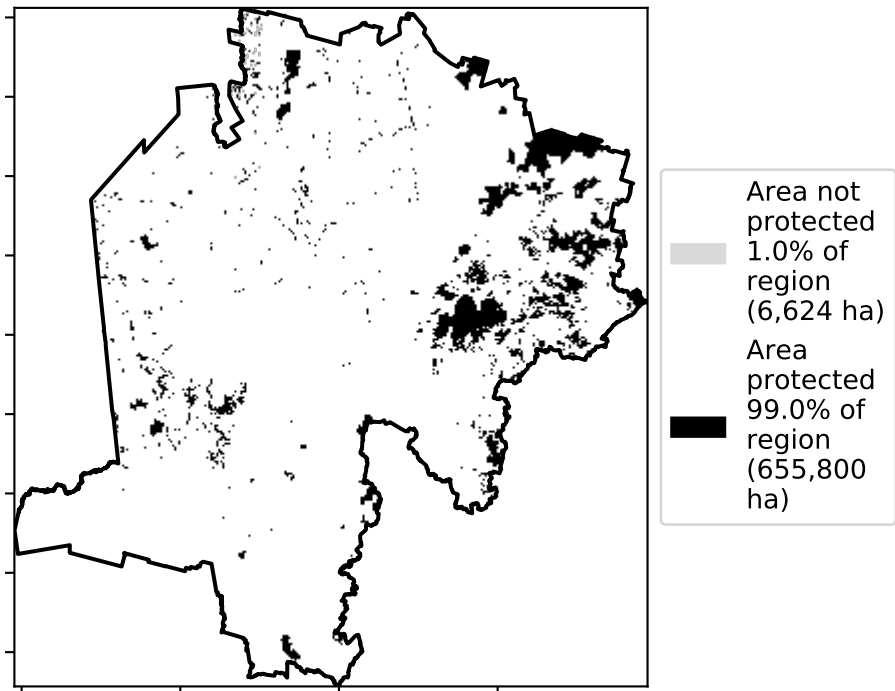 Area not
protected
1.0% of
region
(6,624 ha)
Area
protected
99.0% of
region
(655,800
ha)